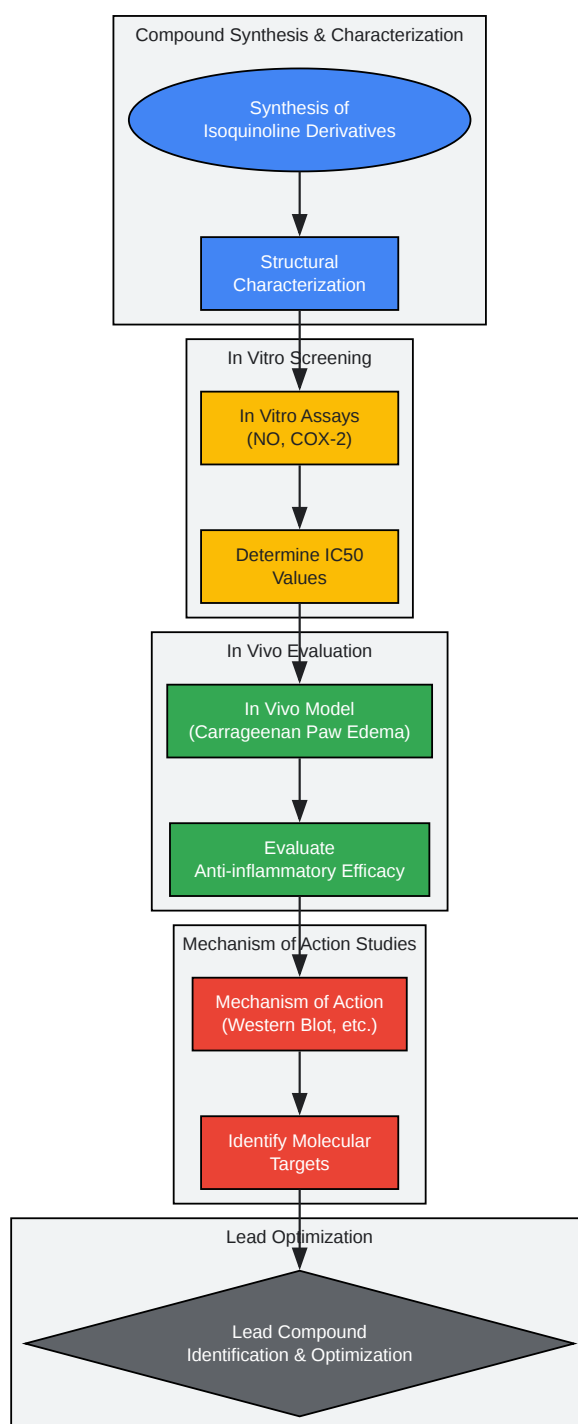 Compound Synthesis & Characterization
Synthesis of
Isoquinoline Derivatives
Structural
Characterization
In Vitro Screening
In Vitro Assays
(NO, COX-2)
Determine IC50
Values
In Vivo Evaluation
In Vivo Model
(Carrageenan Paw Edema)
Evaluate
Anti-inflammatory Efficacy
Mechanism of Action Studies
Mechanism of Action
(Western Blot, etc.)
Identify Molecular
Targets
Lead Optimization
Lead Compound
Identification & Optimization